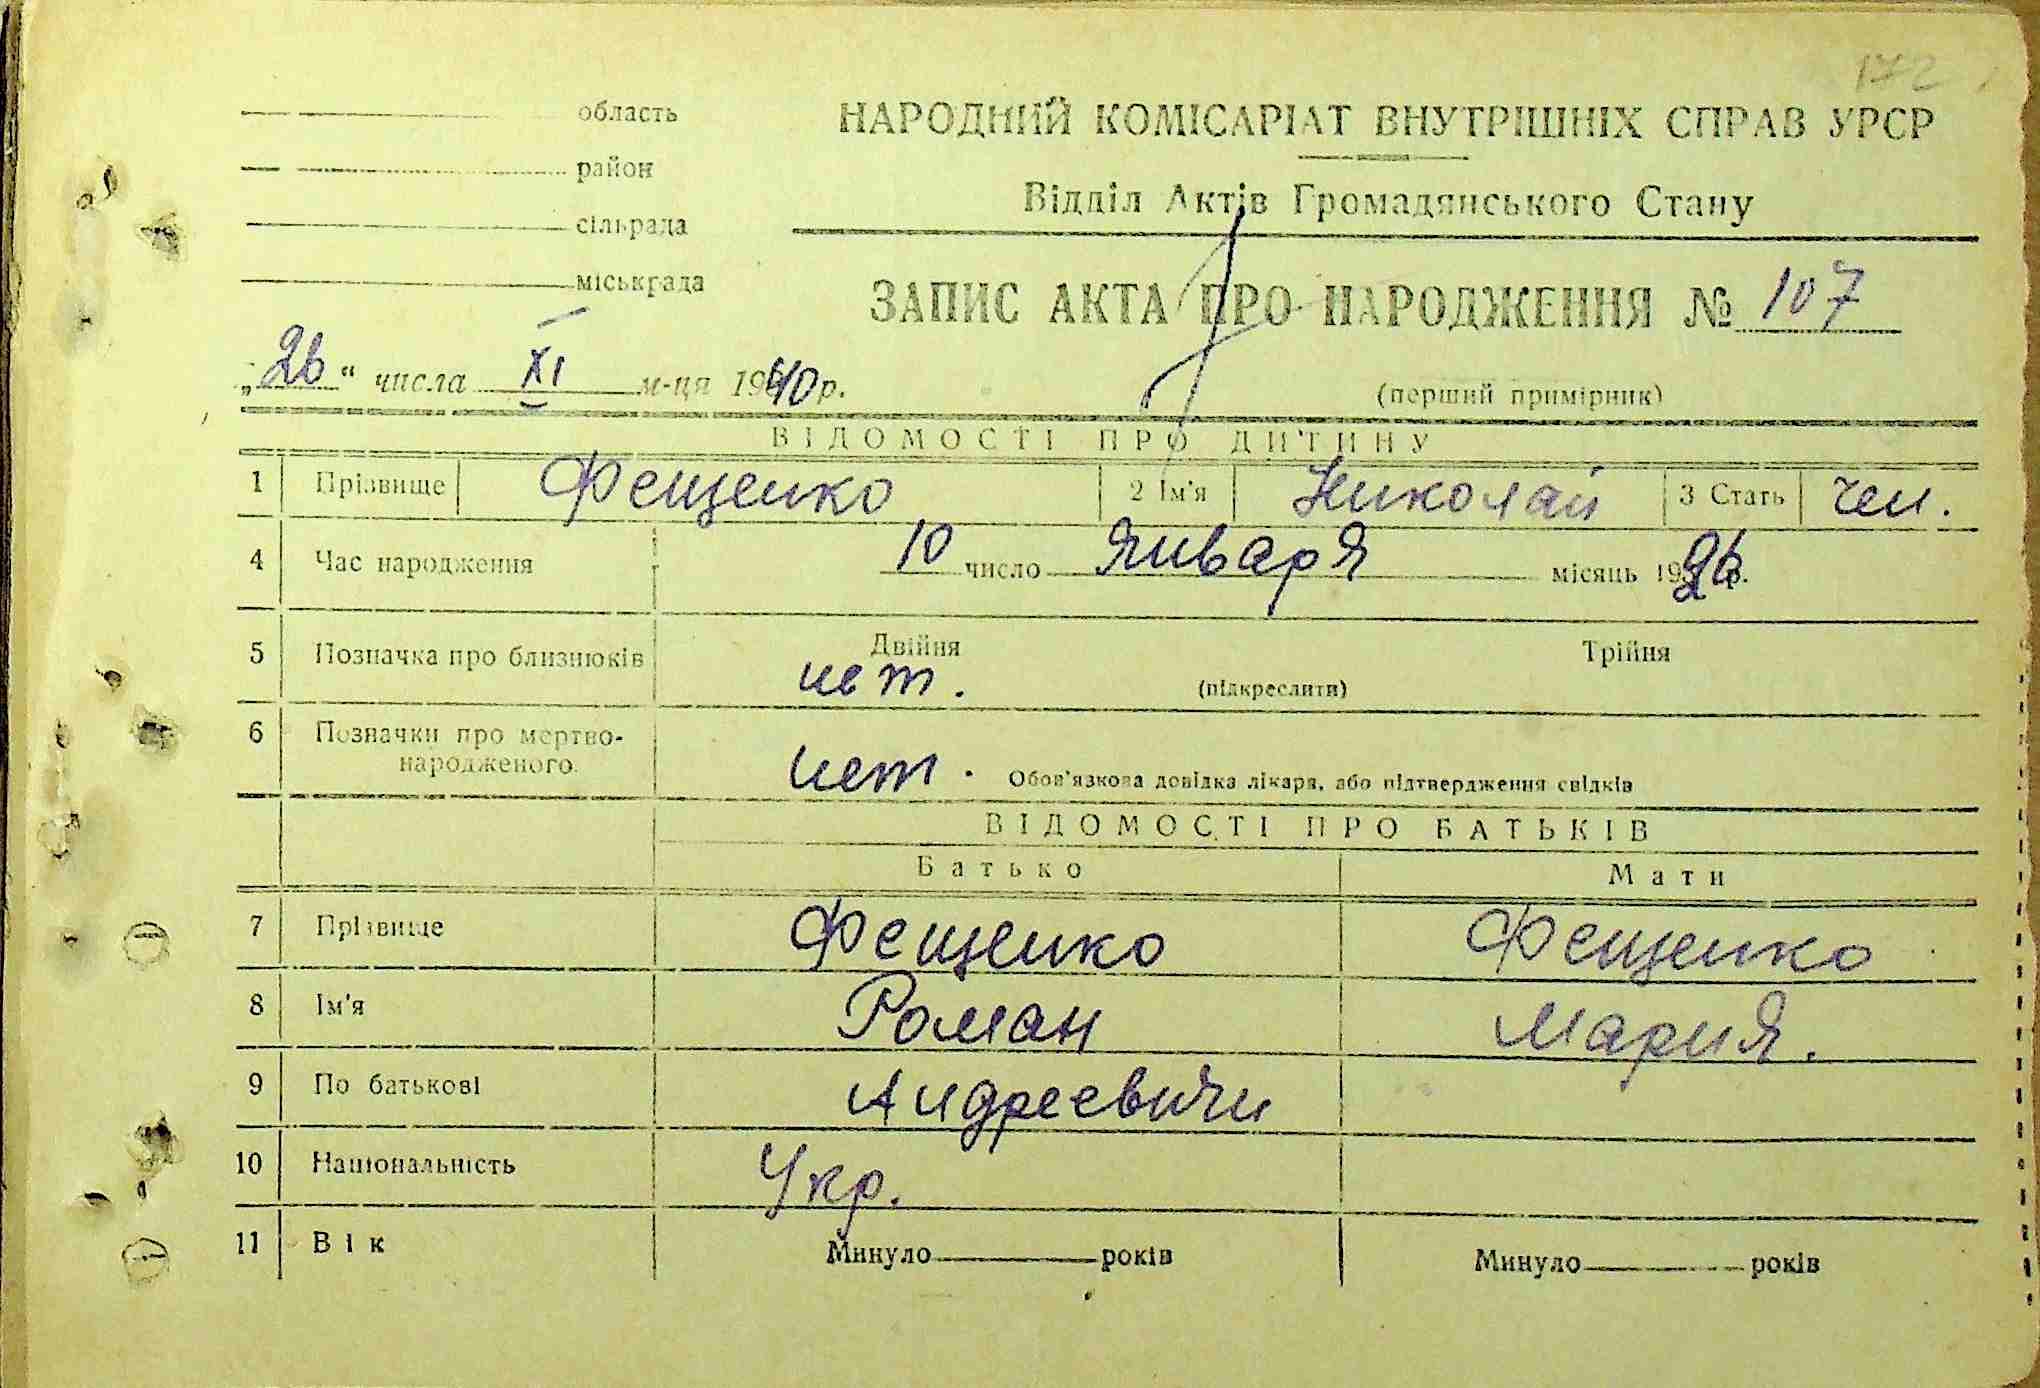 172
область
район
сільрада
міськрада
НАРОДНИЙ КОМІСАРІАТ ВНУТРІШНІХ СПРАВ УРСР
Відділ Актів Громадянського Стану
ЗАПИС АКТА ПРО НАРОДЖЕННЯ № 107
„26“ числа XI м-ця 1940 р.
(перший примірник)
ВІДОМОСТІ ПРО ДИТИНУ
1 Прізвище Фещенко 2 Ім'я Николай 3 Стать чел.
4 Час народження 10 число Января місяць 1926 р.
5 Позначка про близнюків Двійня Трійня
нет. (підкреслити)
6 Позначки про мертво-
народженого. нет. Обов'язкова довідка лікаря, або підтвердження свідків
ВІДОМОСТІ ПРО БАТЬКІВ
Батько Мати
7 Прізвище Фещенко Фещенко
8 Ім'я Роман Мария.
9 По батькові Андреевичи
10 Національність Укр.
11 Вік Минуло років Минуло років